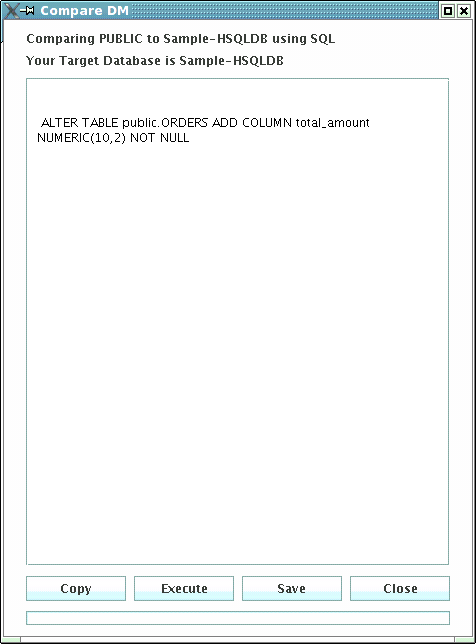 Compare DM
Comparing PUBLIC to Sample-HSQLDB using SQL
Your Target Database is Sample-HSQLDB
ALTER TABLE public.ORDERS ADD COLUMN total_amount
NUMERIC(10,2) NOT NULL
Copy Execute Save Close